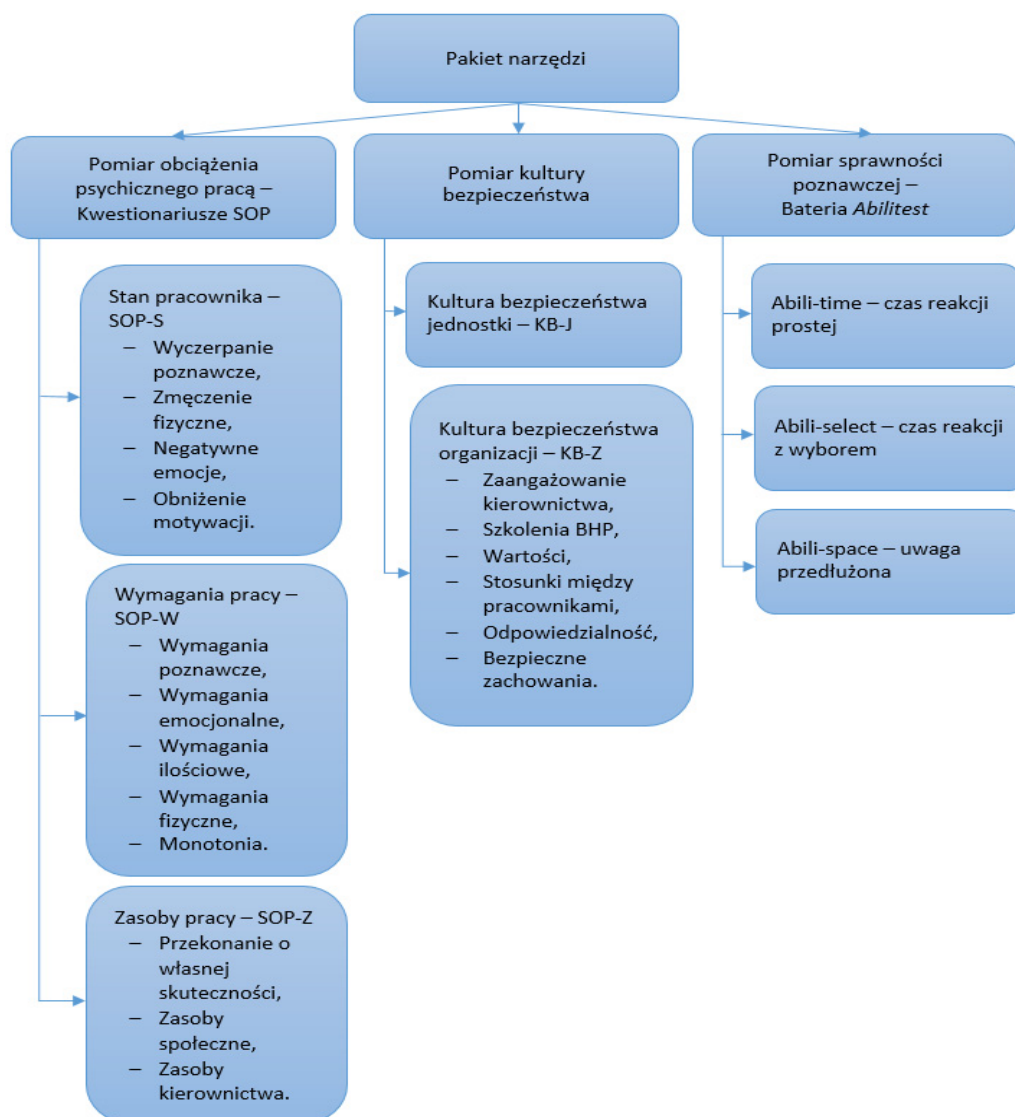 Pakiet narzędzi
Pomiar obciążenia
psychicznego pracą –
Kwestionariusze SOP
Stan pracownika –
SOP-S
– Wyczerpanie
poznawcze,
– Zmęczenie
fizyczne,
– Negatywne
emocje,
– Obniżenie
motywacji.
Wymagania pracy –
SOP-W
– Wymagania
poznawcze,
– Wymagania
emocjonalne,
– Wymagania
ilościowe,
– Wymagania
fizyczne,
– Monotonia.
Zasoby pracy – SOP-Z
– Przekonanie o
własnej
skuteczności,
– Zasoby
społeczne,
– Zasoby
kierownictwa.
Pomiar kultury
bezpieczeństwa
Kultura bezpieczeństwa
jednostki – KB-J
Kultura bezpieczeństwa
organizacji – KB-Z
– Zaangażowanie
kierownictwa,
– Szkolenia BHP,
– Wartości,
– Stosunki między
pracownikami,
– Odpowiedzialność,
– Bezpieczne
zachowania.
Pomiar sprawności
poznawczej –
Bateria Abilitest
Abili-time – czas reakcji
prostej
Abili-select – czas reakcji
z wyborem
Abili-space – uwaga
przedłużona